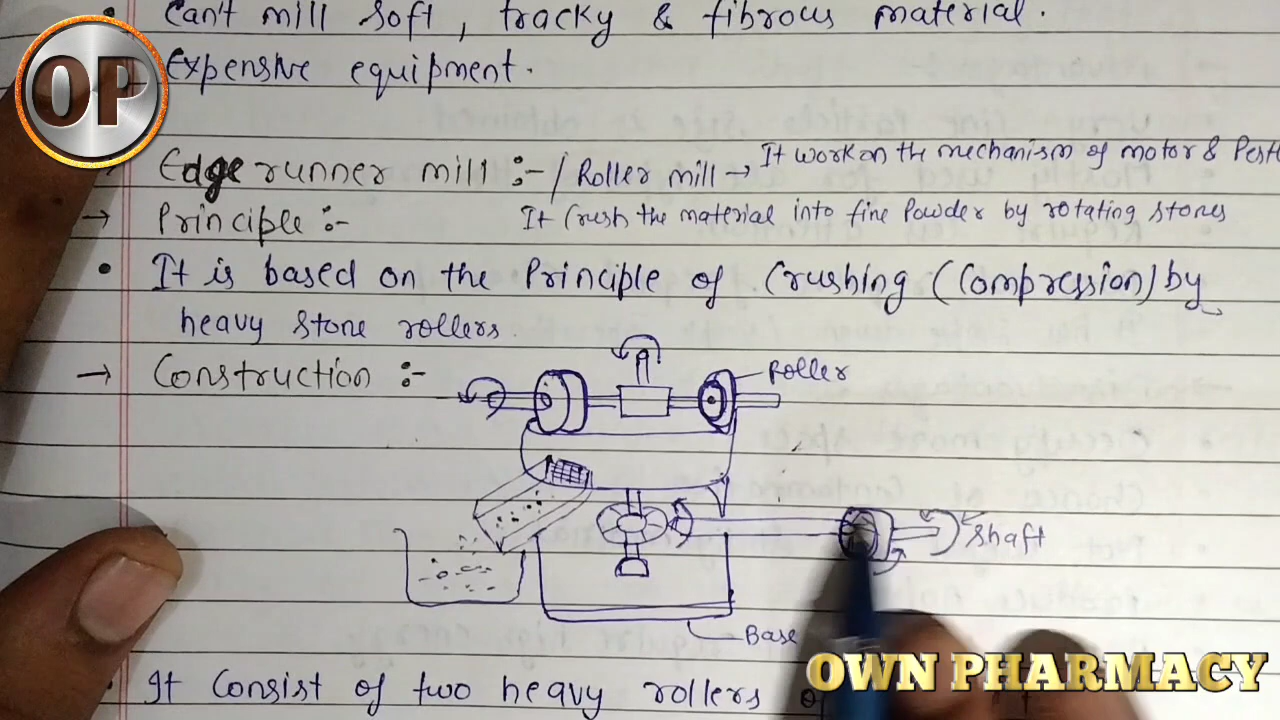 Can't mill soft, tracky & fibrous material.
OP
Expensive equipment.
Edge runner mill :- / Roller mill → It work on the mechanism of motor & Pestl
→ Principle :- It Crush the material into fine Powder by rotating stones
• It is based on the Principle of Crushing (Compression) by
heavy stone rollers.
→ Construction :-
Roller
shaft
Base
• It Consist of two heavy rollers
OWN PHARMACY